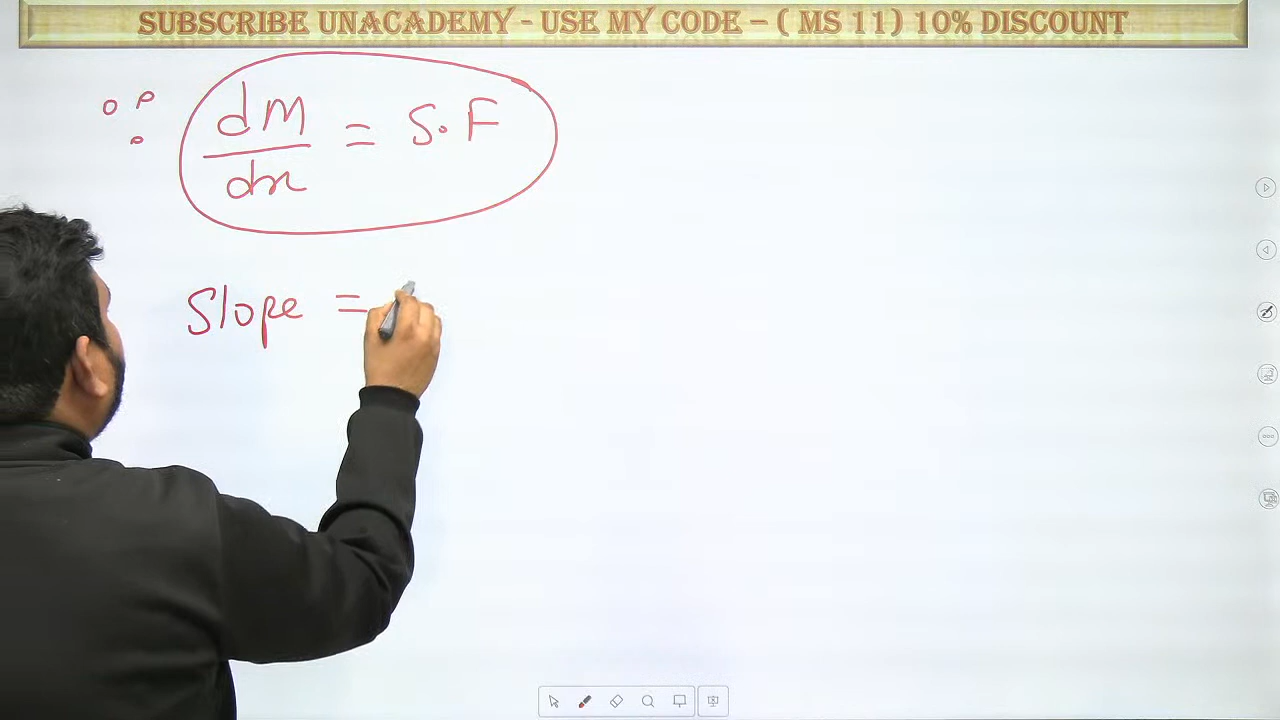 SUBSCRIBE UNACADEMY - USE MY CODE – ( MS 11) 10% DISCOUNT
dM/dx = S.F
Slope =